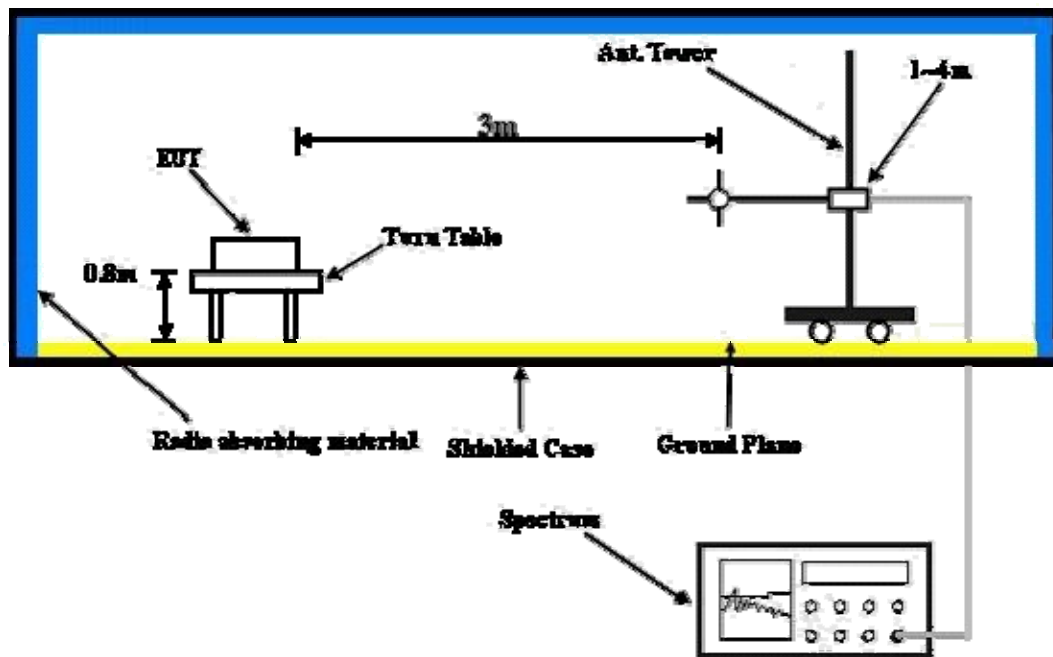 Ant. Tower
1~4m
3m
EUT
Turn Table
0.8m
Radio absorbing material
Shielded Case
Ground Plane
Spectrum